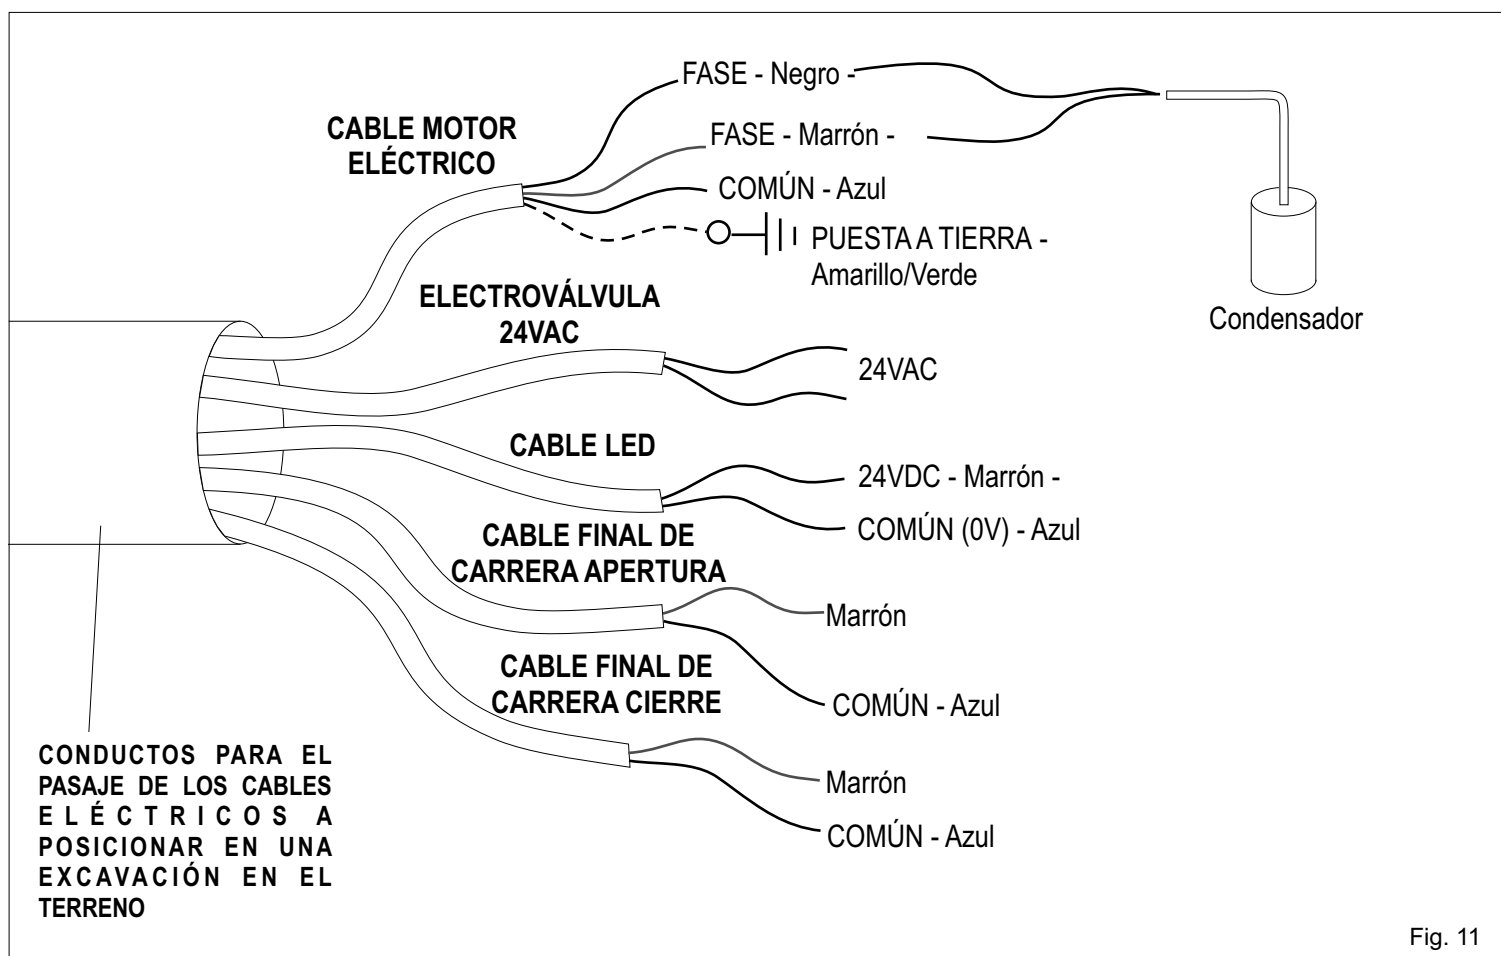 FASE - Negro -
CABLE MOTOR
ELÉCTRICO
FASE - Marrón -
COMÚN - Azul
PUESTA A TIERRA -
Amarillo/Verde
Condensador
ELECTROVÁLVULA
24VAC
24VAC
CABLE LED
24VDC - Marrón -
COMÚN (0V) - Azul
CABLE FINAL DE
CARRERA APERTURA
Marrón
COMÚN - Azul
CABLE FINAL DE
CARRERA CIERRE
Marrón
COMÚN - Azul
CONDUCTOS PARA EL
PASAJE DE LOS CABLES
ELÉCTRICOS A
POSICIONAR EN UNA
EXCAVACIÓN EN EL
TERRENO
Fig. 11